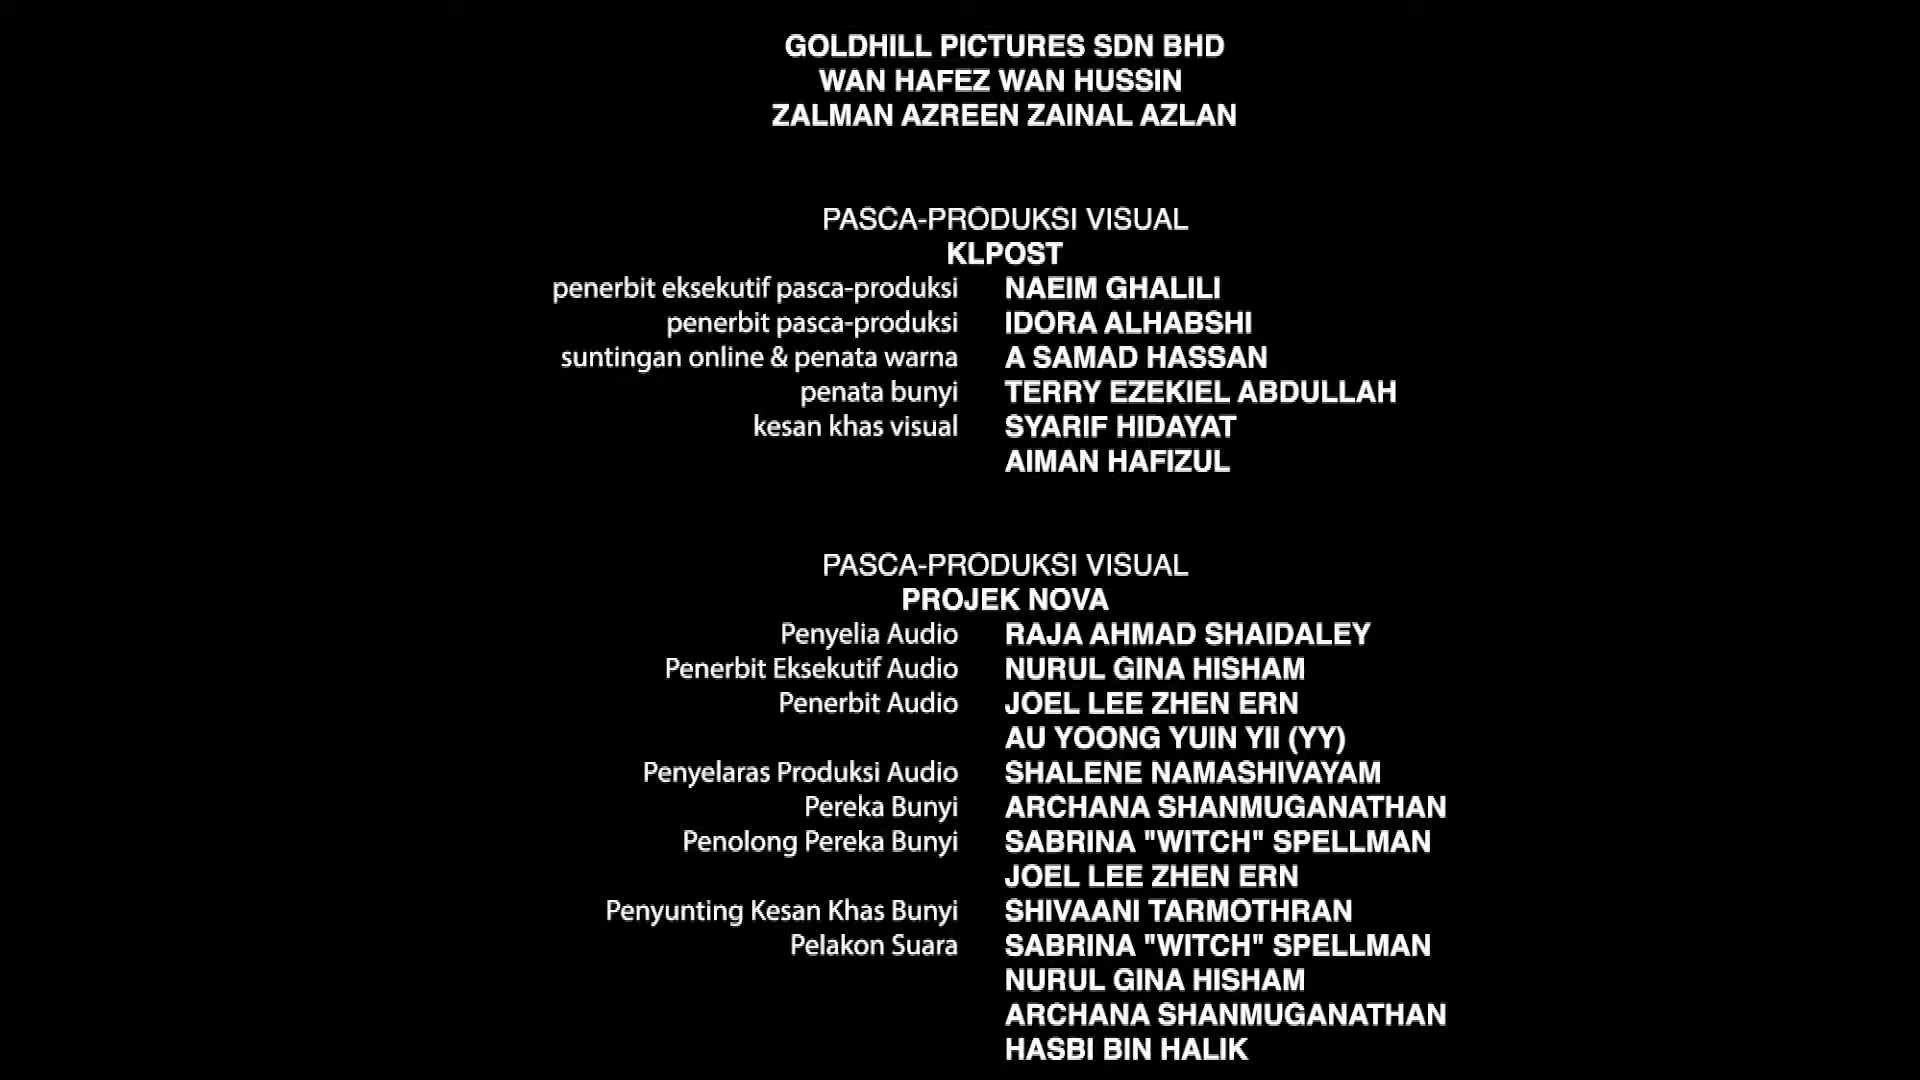 GOLDHILL PICTURES SDN BHD
WAN HAFEZ WAN HUSSIN
ZALMAN AZREEN ZAINAL AZLAN
PASCA-PRODUKSI VISUAL
KLPOST
penerbit eksekutif pasca-produksi NAEIM GHALILI
penerbit pasca-produksi IDORA ALHABSHI
suntingan online & penata warna A SAMAD HASSAN
penata bunyi TERRY EZEKIEL ABDULLAH
kesan khas visual SYARIF HIDAYAT
AIMAN HAFIZUL
PASCA-PRODUKSI VISUAL
PROJEK NOVA
Penyelia Audio RAJA AHMAD SHAIDALEY
Penerbit Eksekutif Audio NURUL GINA HISHAM
Penerbit Audio JOEL LEE ZHEN ERN
AU YOONG YUIN YII (YY)
Penyelaras Produksi Audio SHALENE NAMASHIVAYAM
Pereka Bunyi ARCHANA SHANMUGANATHAN
Penolong Pereka Bunyi SABRINA "WITCH" SPELLMAN
JOEL LEE ZHEN ERN
Penyunting Kesan Khas Bunyi SHIVAANI TARMOTHRAN
Pelakon Suara SABRINA "WITCH" SPELLMAN
NURUL GINA HISHAM
ARCHANA SHANMUGANATHAN
HASBI BIN HALIK